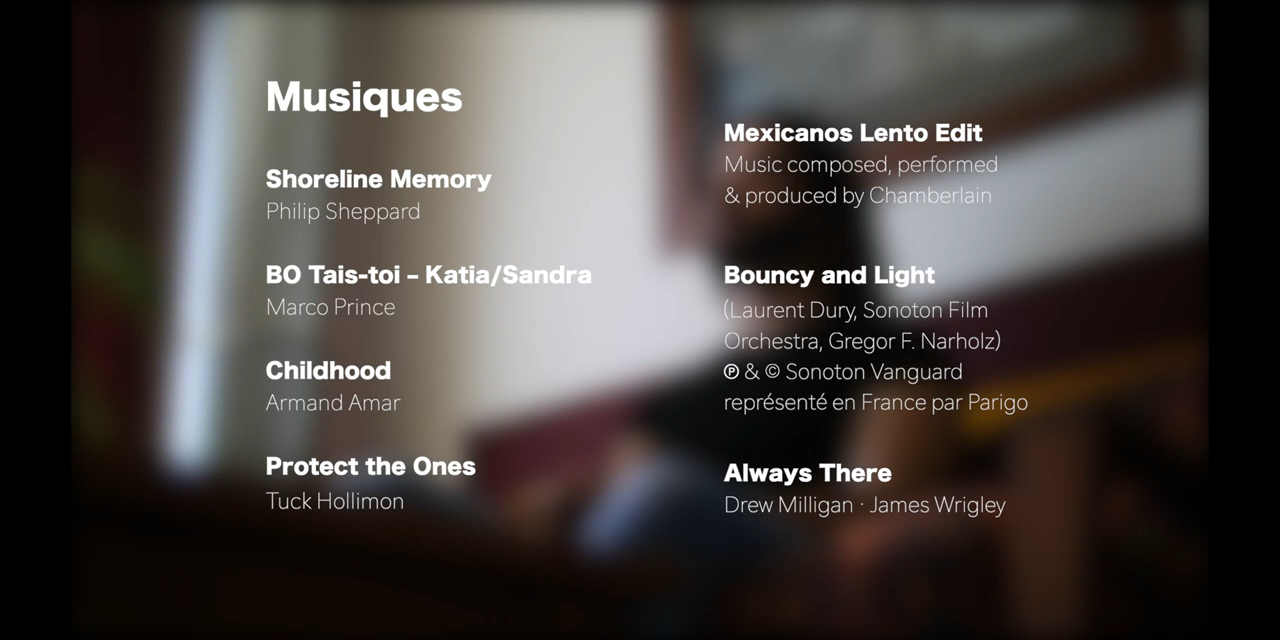 Musiques
Shoreline Memory
Philip Sheppard
BO Tais-toi – Katia/Sandra
Marco Prince
Childhood
Armand Amar
Protect the Ones
Tuck Hollimon
Mexicanos Lento Edit
Music composed, performed
& produced by Chamberlain
Bouncy and Light
(Laurent Dury, Sonoton Film
Orchestra, Gregor F. Narholz)
℗ & © Sonoton Vanguard
représenté en France par Parigo
Always There
Drew Milligan · James Wrigley